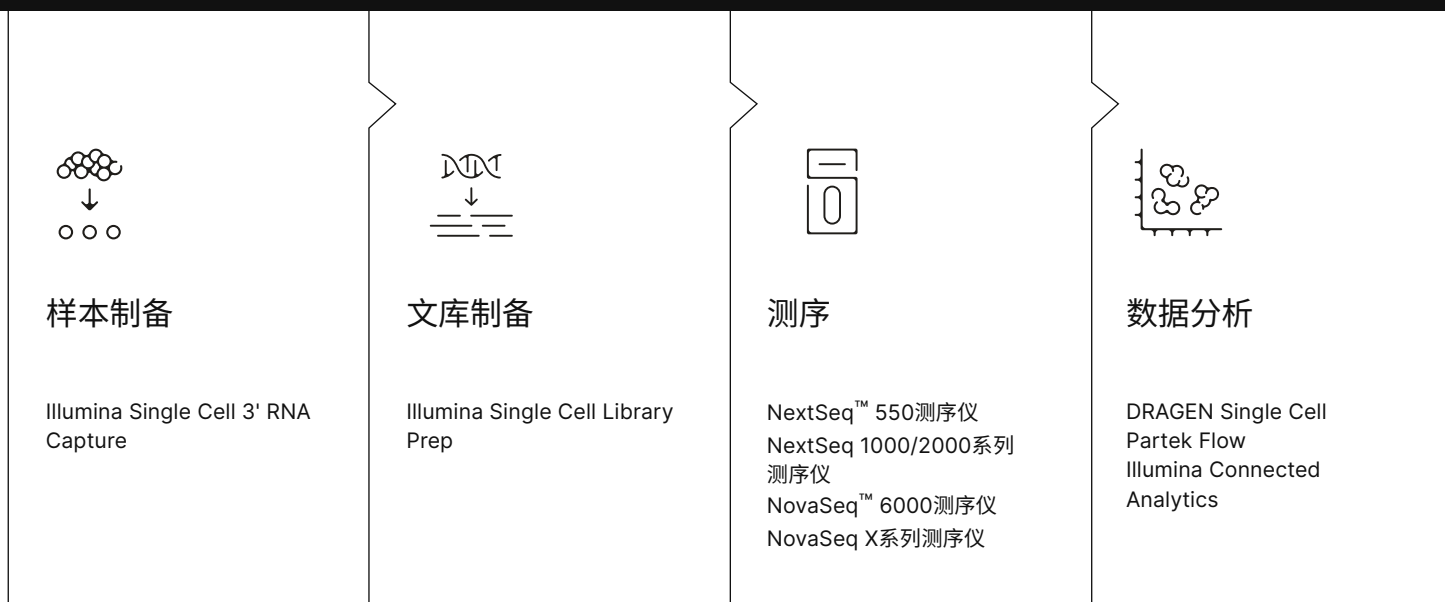 样本制备
Illumina Single Cell 3' RNA
Capture
文库制备
Illumina Single Cell Library
Prep
测序
NextSeq™ 550测序仪
NextSeq 1000/2000系列
测序仪
NovaSeq™ 6000测序仪
NovaSeq X系列测序仪
数据分析
DRAGEN Single Cell
Partek Flow
Illumina Connected
Analytics